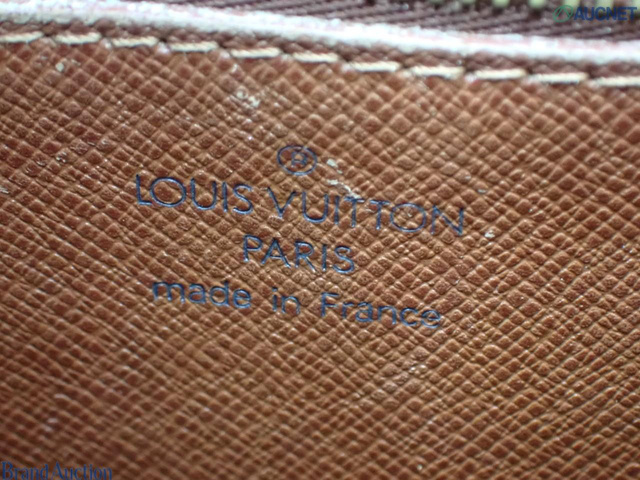 AUCNET
®
LOUIS VUITTON
PARIS
made in France
Brand Auction